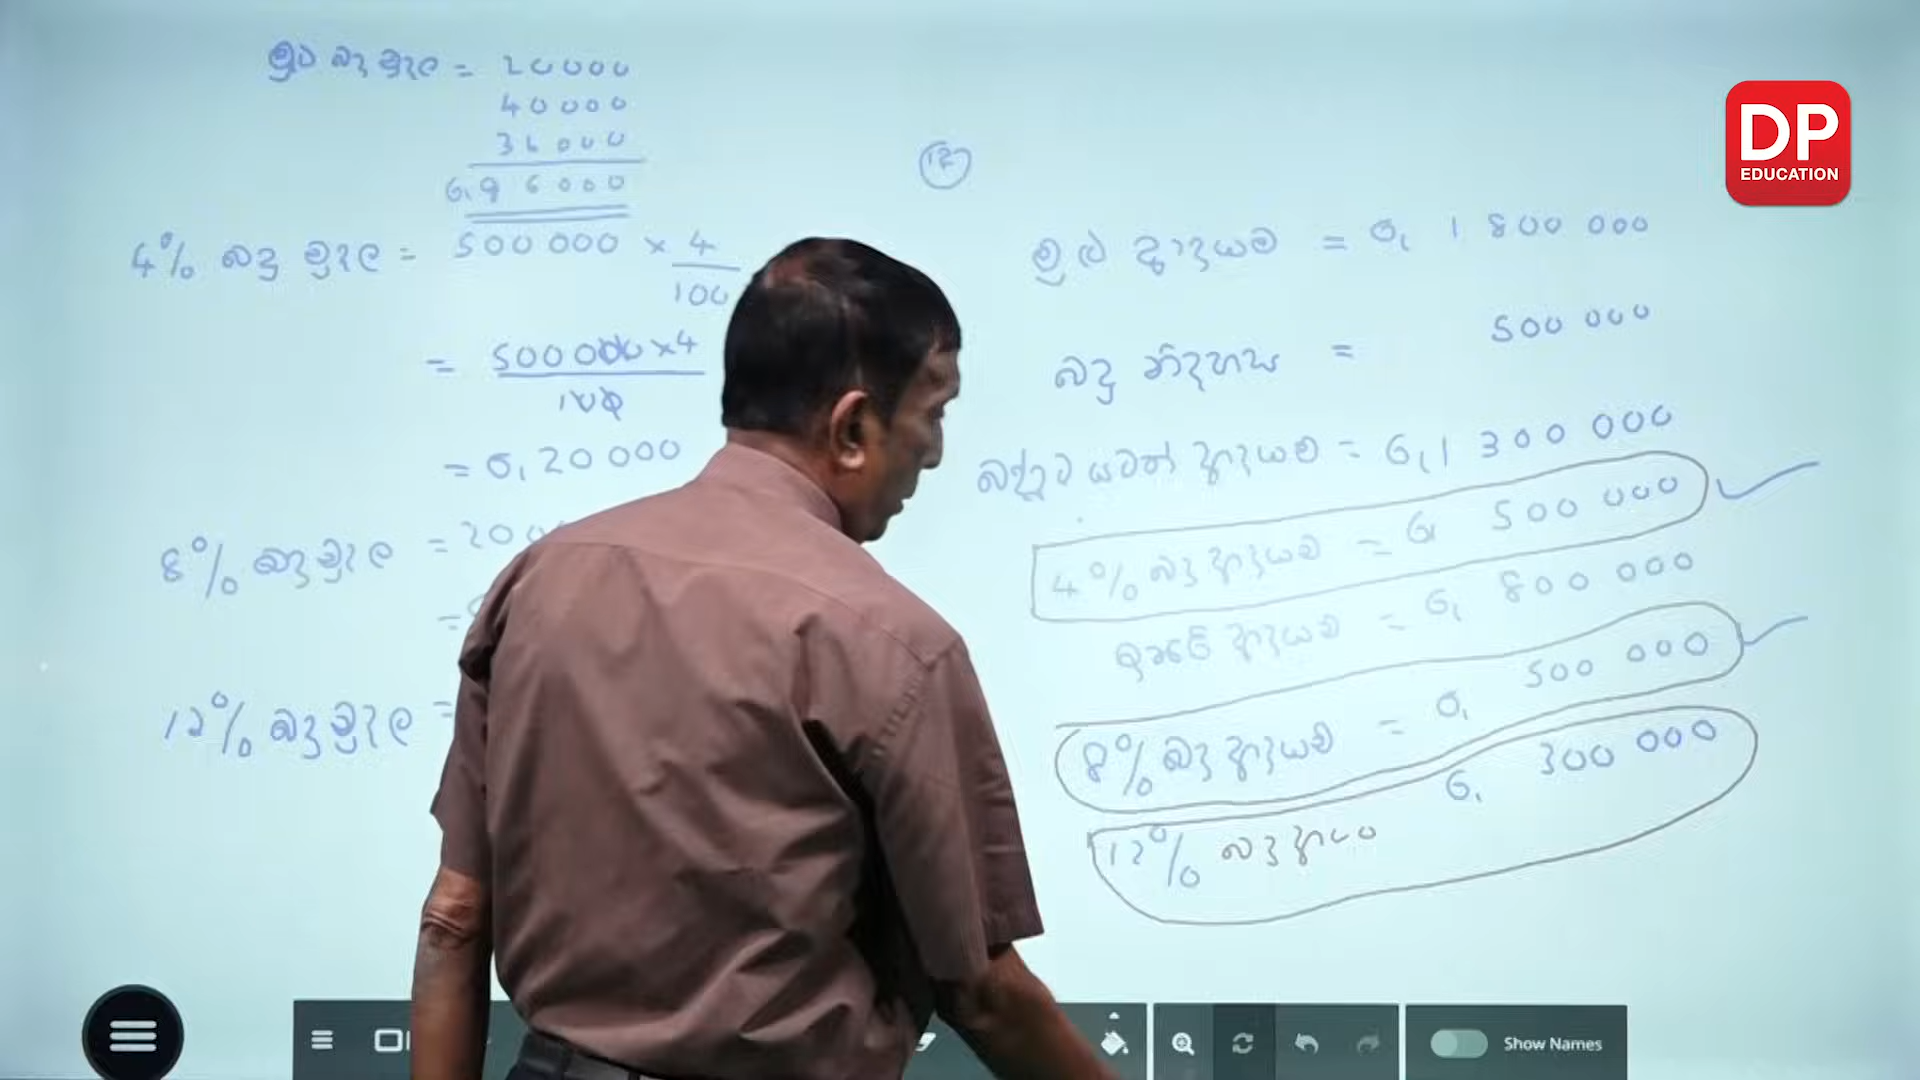 මුළු බදු මුදල = 20000
40000
36000
රු, 96000
4% බදු මුදල = 500 000 × 4
100
= 500 000 × 4
100
= රු, 20 000
8% බදු මුදල =
=
12% බදු මුදල =
12
මුළු ආදායම = රු, 1 800 000
බදු නිදහස = 500 000
බද්දට යටත් ආදායම = රු, 1 300 000
4% බදු ආදායම = රු 500 000
ඉතිරි ආදායම = රු, 800 000
8% බදු ආදායම = රු, 500 000
රු, 300 000
12% බදු
DP
EDUCATION
Show Names